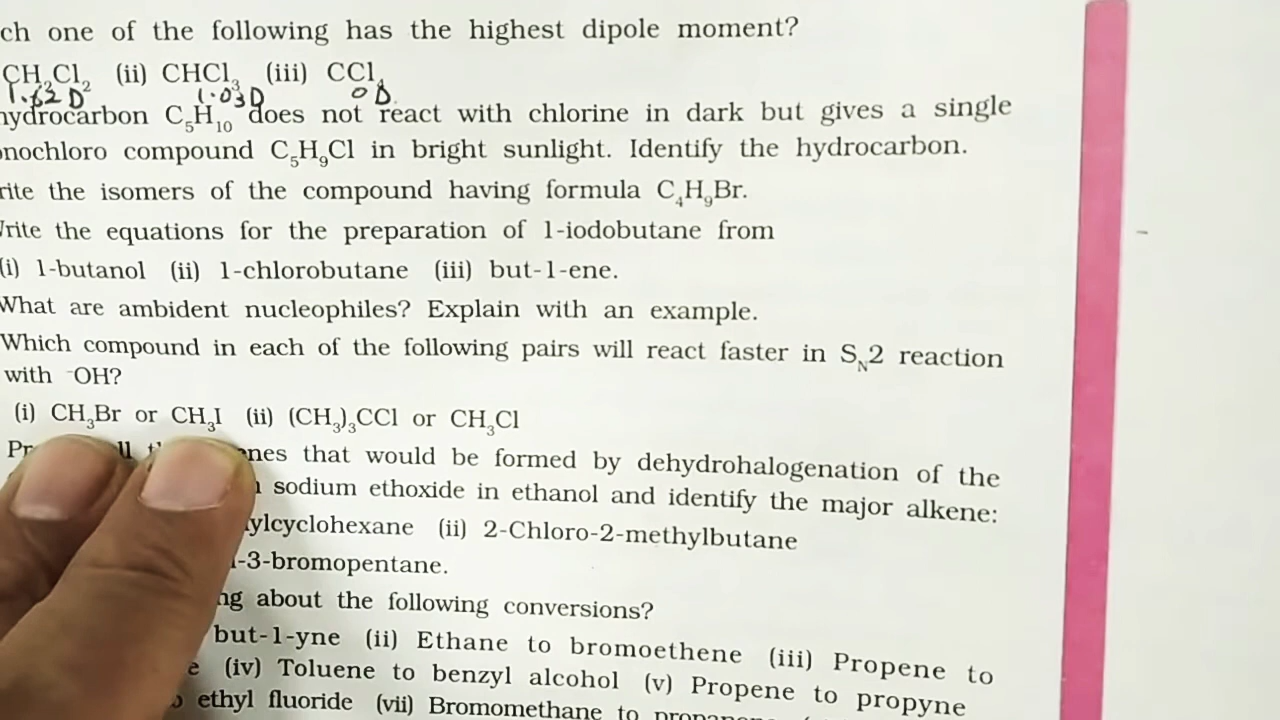 ch one of the following has the highest dipole moment?
CH₂Cl₂ (ii) CHCl₃ (iii) CCl₄
1.62 D 1.03D 0 D
hydrocarbon C₅H₁₀ does not react with chlorine in dark but gives a single
nochloro compound C₅H₉Cl in bright sunlight. Identify the hydrocarbon.
rite the isomers of the compound having formula C₄H₉Br.
Write the equations for the preparation of 1-iodobutane from
(i) 1-butanol (ii) 1-chlorobutane (iii) but-1-ene.
What are ambident nucleophiles? Explain with an example.
Which compound in each of the following pairs will react faster in Sₙ2 reaction
with ⁻OH?
(i) CH₃Br or CH₃I (ii) (CH₃)₃CCl or CH₃Cl
enes that would be formed by dehydrohalogenation of the
sodium ethoxide in ethanol and identify the major alkene:
ylcyclohexane (ii) 2-Chloro-2-methylbutane
-3-bromopentane.
ng about the following conversions?
but-1-yne (ii) Ethane to bromoethene (iii) Propene to
e (iv) Toluene to benzyl alcohol (v) Propene to propyne
ethyl fluoride (vii) Bromomethane to